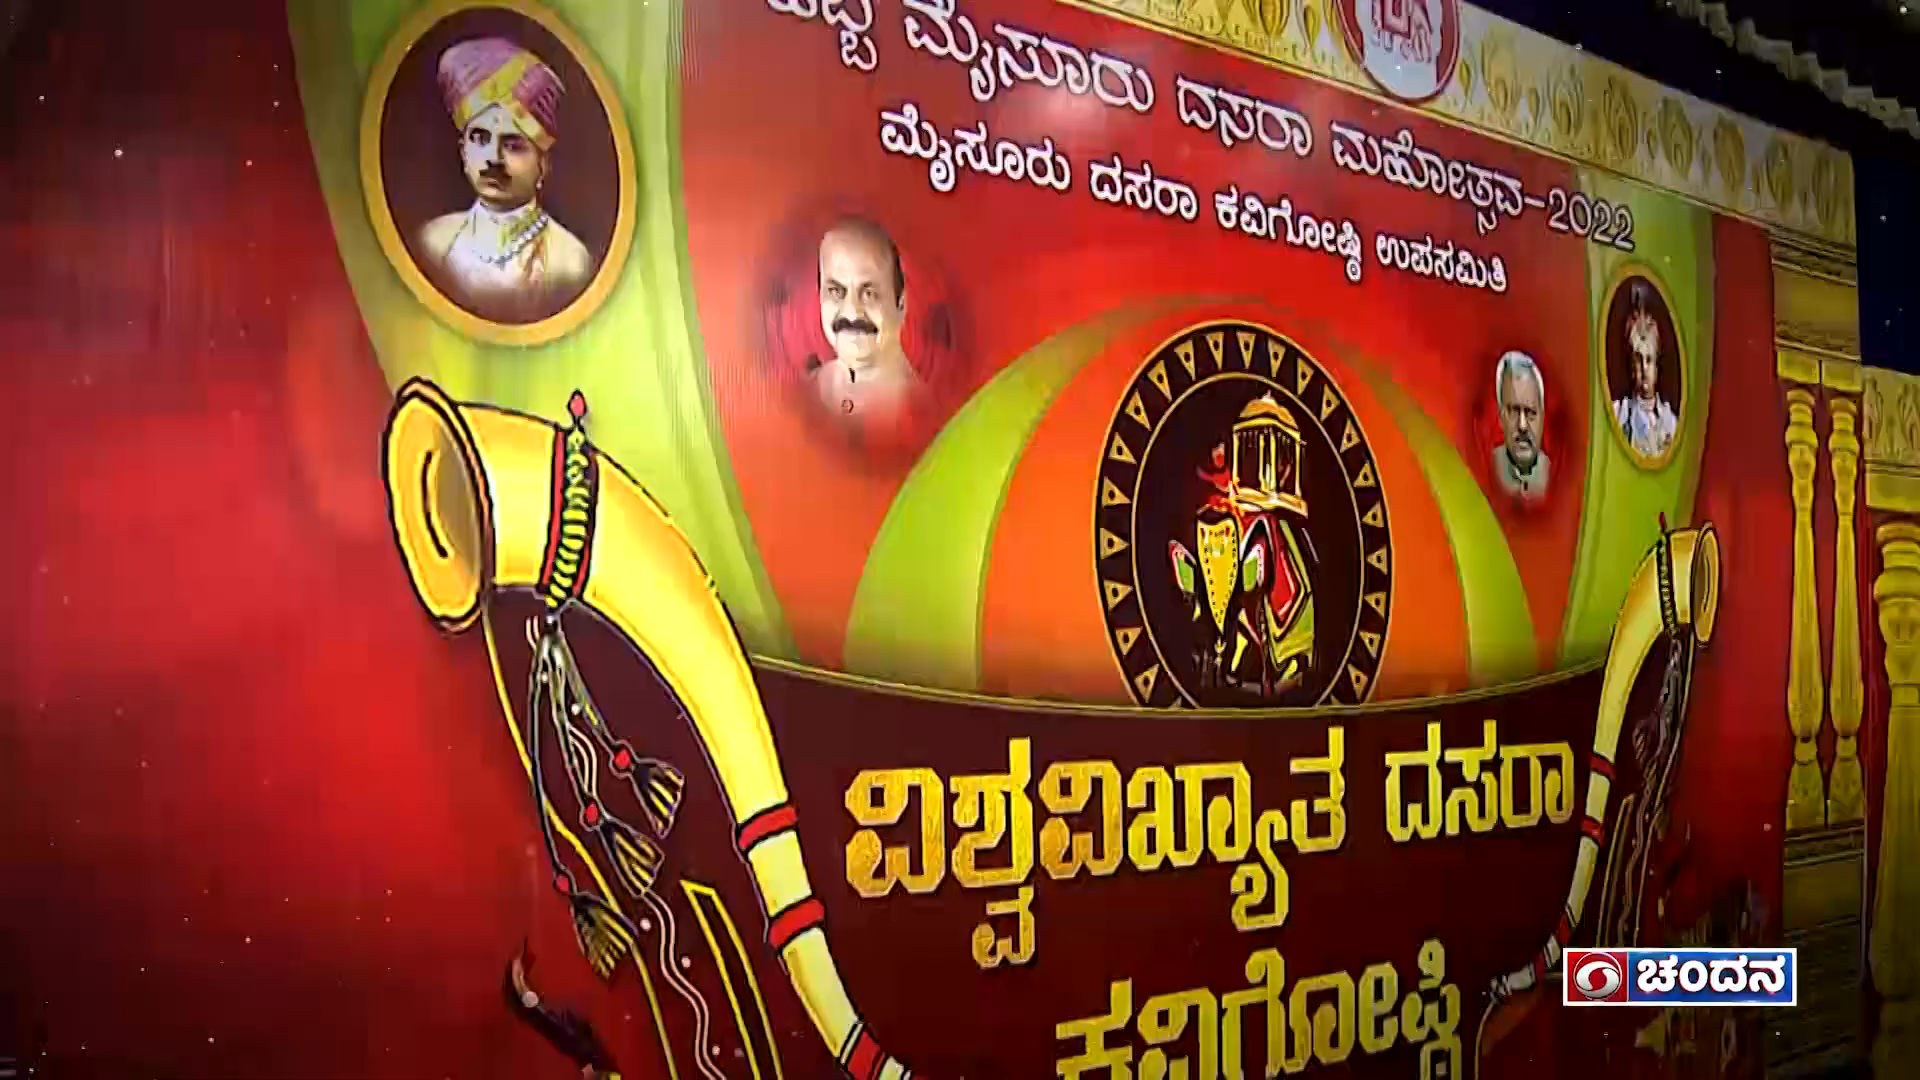 ಮೈಸೂರು ದಸರಾ ಮಹೋತ್ಸವ-2022
ಮೈಸೂರು ದಸರಾ ಕವಿಗೋಷ್ಠಿ ಉಪಸಮಿತಿ
ವಿಶ್ವವಿಖ್ಯಾತ ದಸರಾ
ಕವಿಗೋಷ್ಠಿ
ಚಂದನ